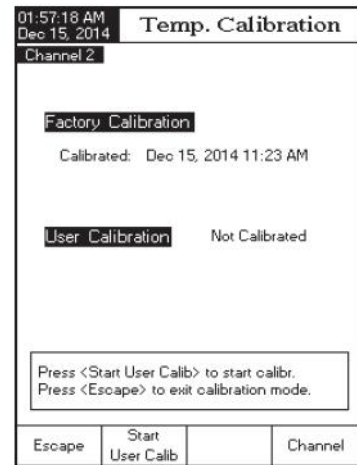 01:57:18 AM
Dec 15, 2014
Temp. Calibration
Channel 2
Factory Calibration
Calibrated: Dec 15, 2014 11:23 AM
User Calibration Not Calibrated
Press <Start User Calib> to start calibr.
Press <Escape> to exit calibration mode.
Escape
Start
User Calib
Channel